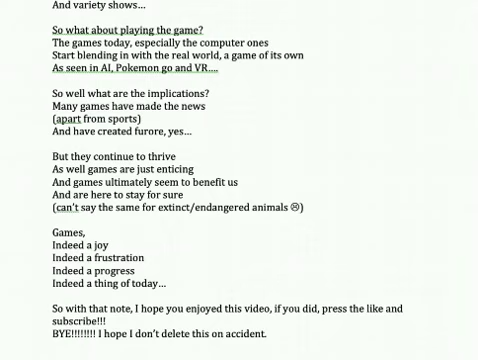 And variety shows…
So what about playing the game?
The games today, especially the computer ones
Start blending in with the real world, a game of its own
As seen in AI, Pokemon go and VR….
So well what are the implications?
Many games have made the news
(apart from sports)
And have created furore, yes…
But they continue to thrive
As well games are just enticing
And games ultimately seem to benefit us
And are here to stay for sure
(can't say the same for extinct/endangered animals ☹)
Games,
Indeed a joy
Indeed a frustration
Indeed a progress
Indeed a thing of today…
So with that note, I hope you enjoyed this video, if you did, press the like and
subscribe!!!
BYE!!!!!!!! I hope I don't delete this on accident.